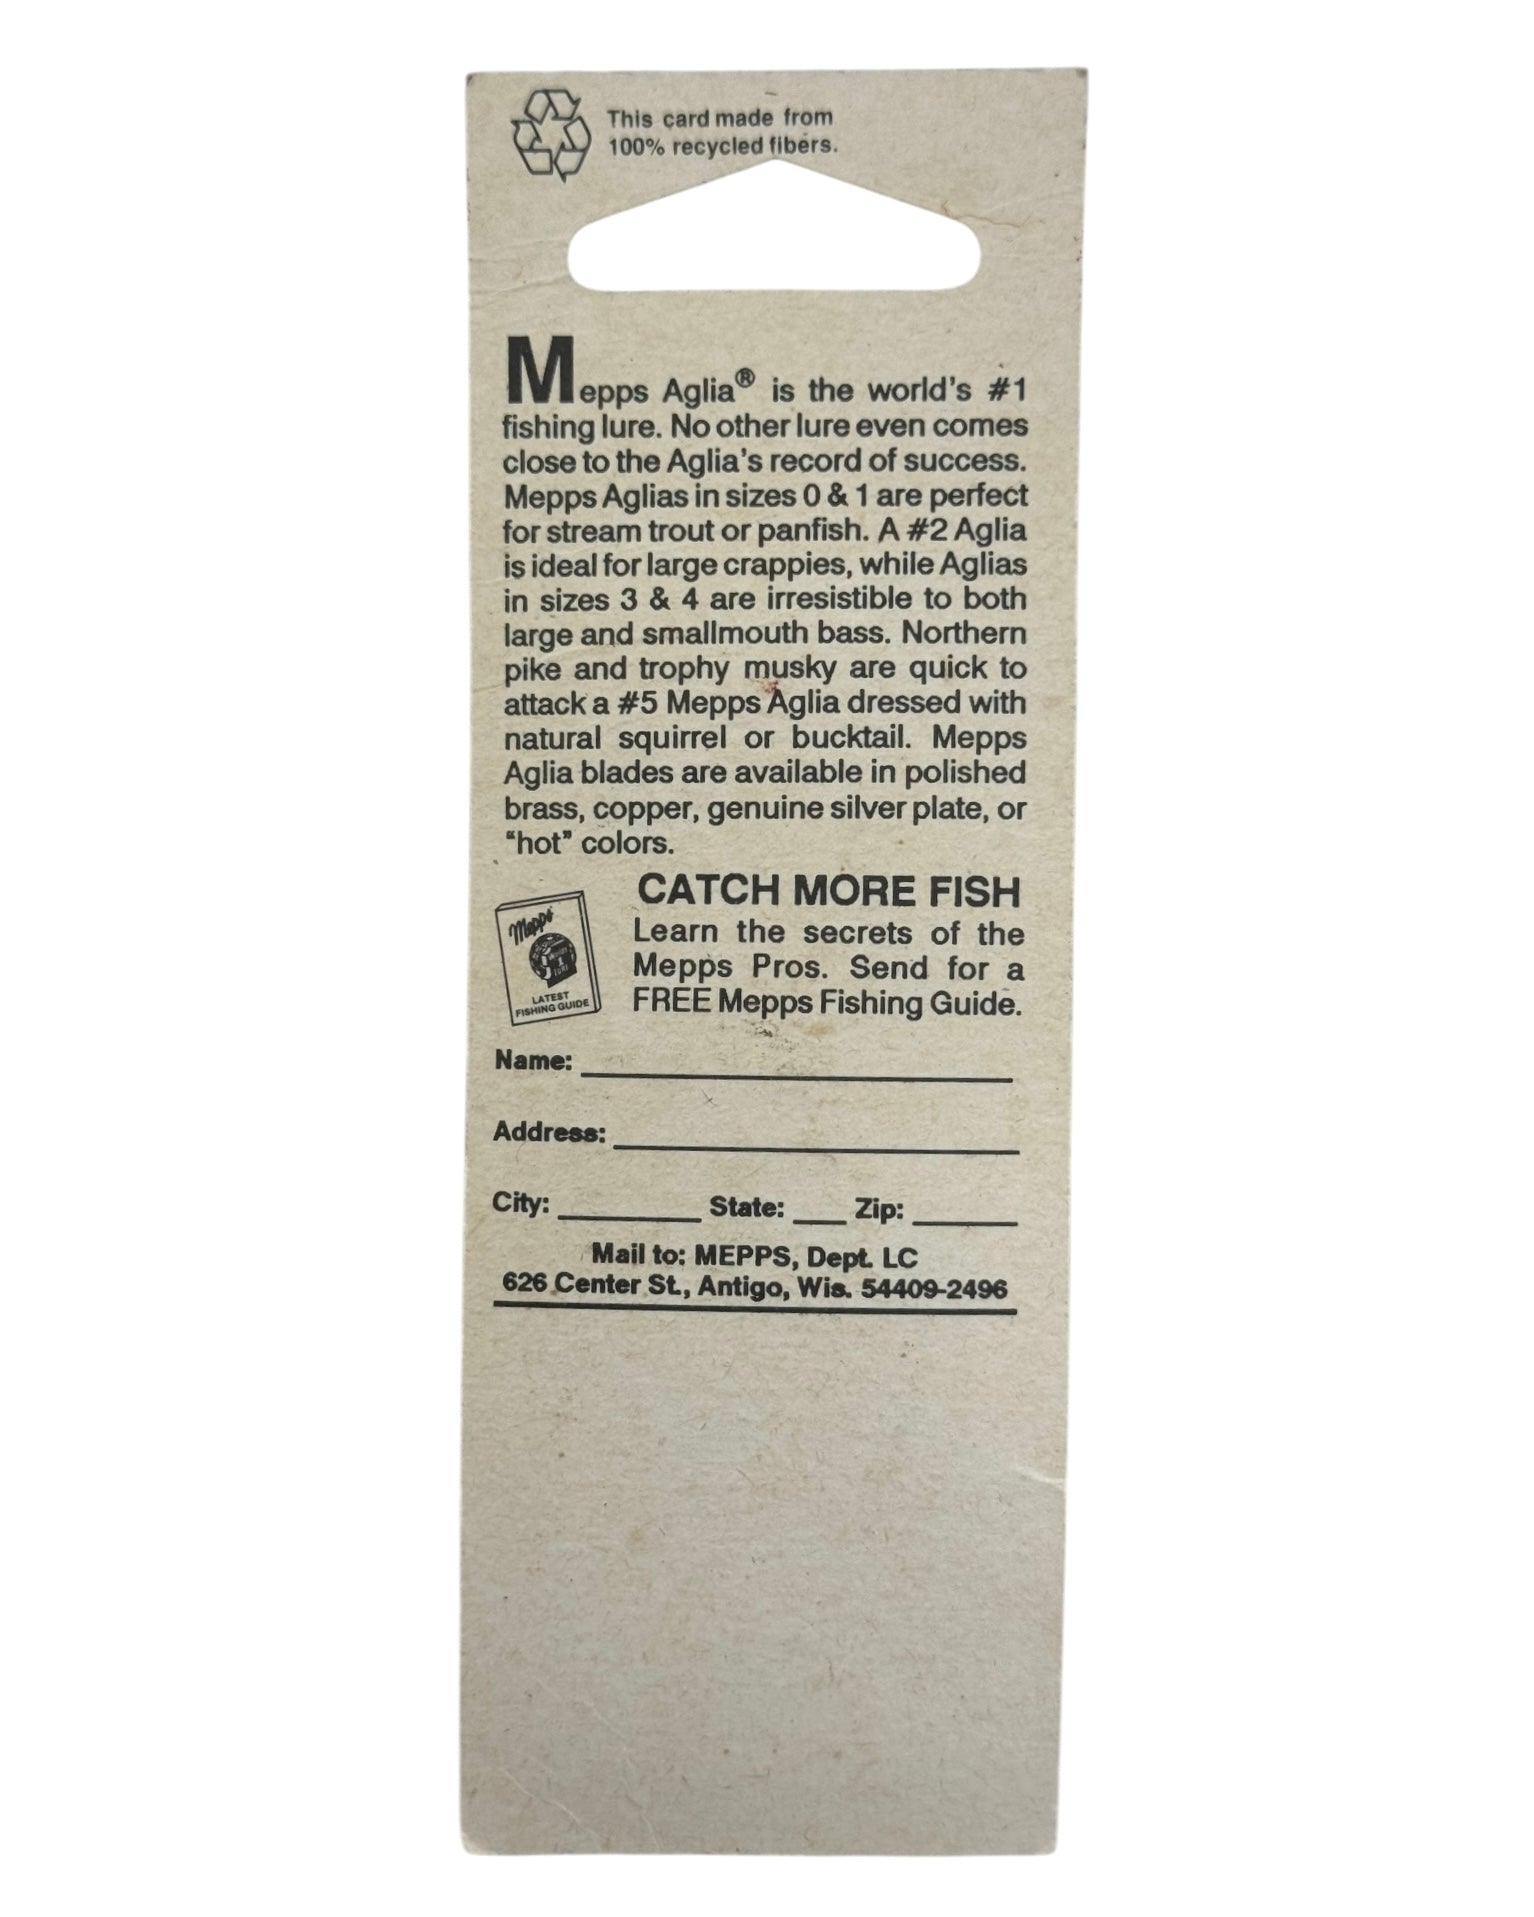 This card made from
100% recycled fibers.
Mepps Aglia® is the world's #1
fishing lure. No other lure even comes
close to the Aglia's record of success.
Mepps Aglias in sizes 0 & 1 are perfect
for stream trout or panfish. A #2 Aglia
is ideal for large crappies, while Aglias
in sizes 3 & 4 are irresistible to both
large and smallmouth bass. Northern
pike and trophy musky are quick to
attack a #5 Mepps Aglia dressed with
natural squirrel or bucktail. Mepps
Aglia blades are available in polished
brass, copper, genuine silver plate, or
“hot” colors.
Mepps
LATEST
FISHING GUIDE
CATCH MORE FISH
Learn the secrets of the
Mepps Pros. Send for a
FREE Mepps Fishing Guide.
Name:
Address:
City: State: Zip:
Mail to: MEPPS, Dept. LC
626 Center St., Antigo, Wis. 54409-2496